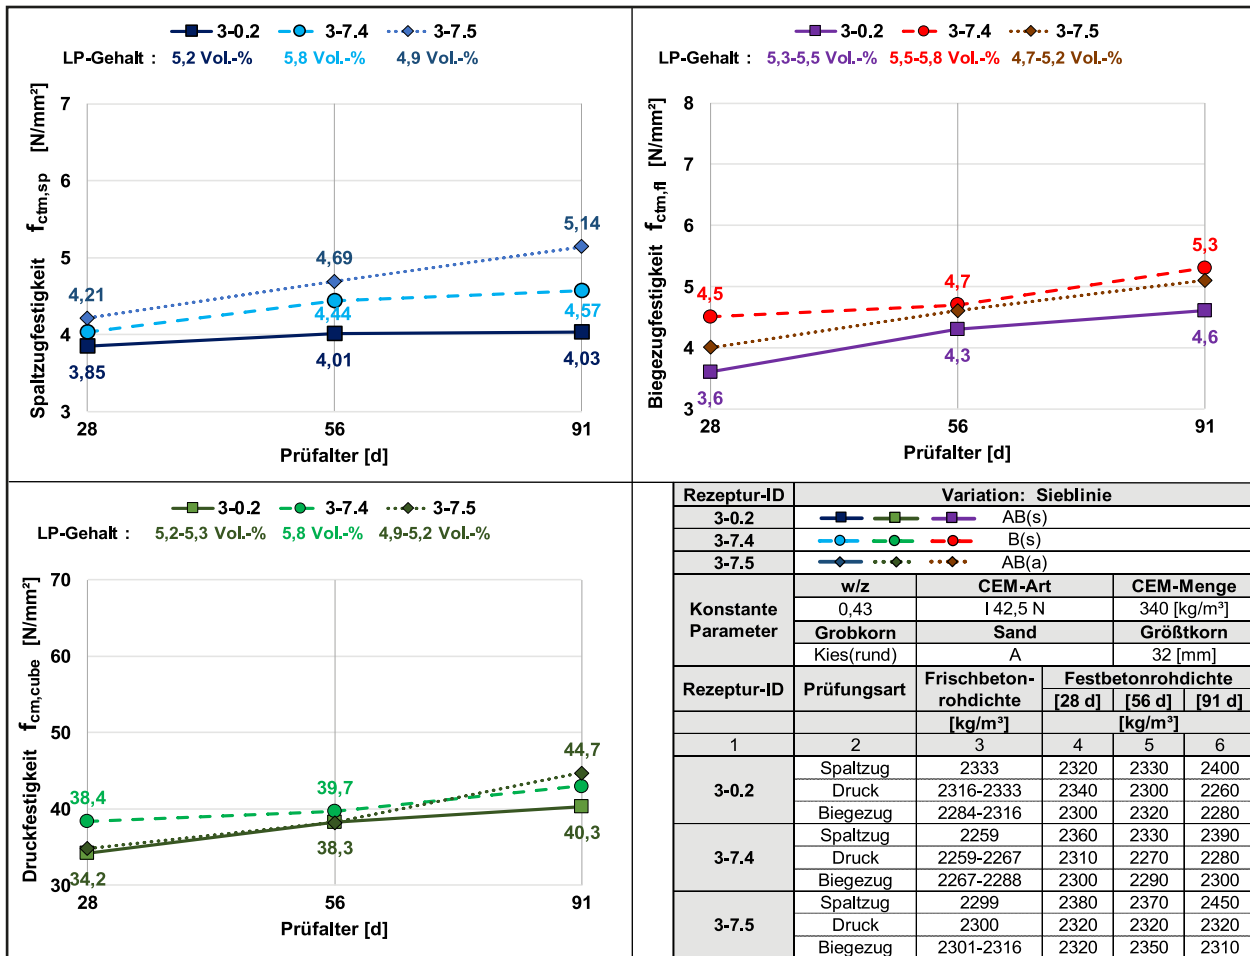 3-0.2 3-7.4 3-7.5
LP-Gehalt : 5,2 Vol.-% 5,8 Vol.-% 4,9 Vol.-%
Spaltzugfestigkeit f ctm,sp [N/mm²]
7
6
5
4
3
5,14
4,69
4,21
4,44
4,57
3,85
4,01
4,03
28 56 91
Prüfalter [d]
3-0.2 3-7.4 3-7.5
LP-Gehalt : 5,3-5,5 Vol.-% 5,5-5,8 Vol.-% 4,7-5,2 Vol.-%
Biegezugfestigkeit f ctm,fl [N/mm²]
8
7
6
5
4
3
5,3
4,7
4,5
4,6
4,3
3,6
28 56 91
Prüfalter [d]
3-0.2 3-7.4 3-7.5
LP-Gehalt : 5,2-5,3 Vol.-% 5,8 Vol.-% 4,9-5,2 Vol.-%
Druckfestigkeit f cm,cube [N/mm²]
70
60
50
40
30
44,7
38,4
39,7
40,3
38,3
34,2
28 56 91
Prüfalter [d]
Rezeptur-ID Variation: Sieblinie
3-0.2 AB(s)
3-7.4 B(s)
3-7.5 AB(a)
Konstante Parameter w/z CEM-Art CEM-Menge
0,43 I 42,5 N 340 [kg/m³]
Grobkorn Sand Größtkorn
Kies(rund) A 32 [mm]
Rezeptur-ID Prüfungsart Frischbeton-rohdichte Festbetonrohdichte
[28 d] [56 d] [91 d]
[kg/m³] [kg/m³]
1 2 3 4 5 6
3-0.2 Spaltzug 2333 2320 2330 2400
Druck 2316-2333 2340 2300 2260
Biegezug 2284-2316 2300 2320 2280
3-7.4 Spaltzug 2259 2360 2330 2390
Druck 2259-2267 2310 2270 2280
Biegezug 2267-2288 2300 2290 2300
3-7.5 Spaltzug 2299 2380 2370 2450
Druck 2300 2320 2320 2320
Biegezug 2301-2316 2320 2350 2310